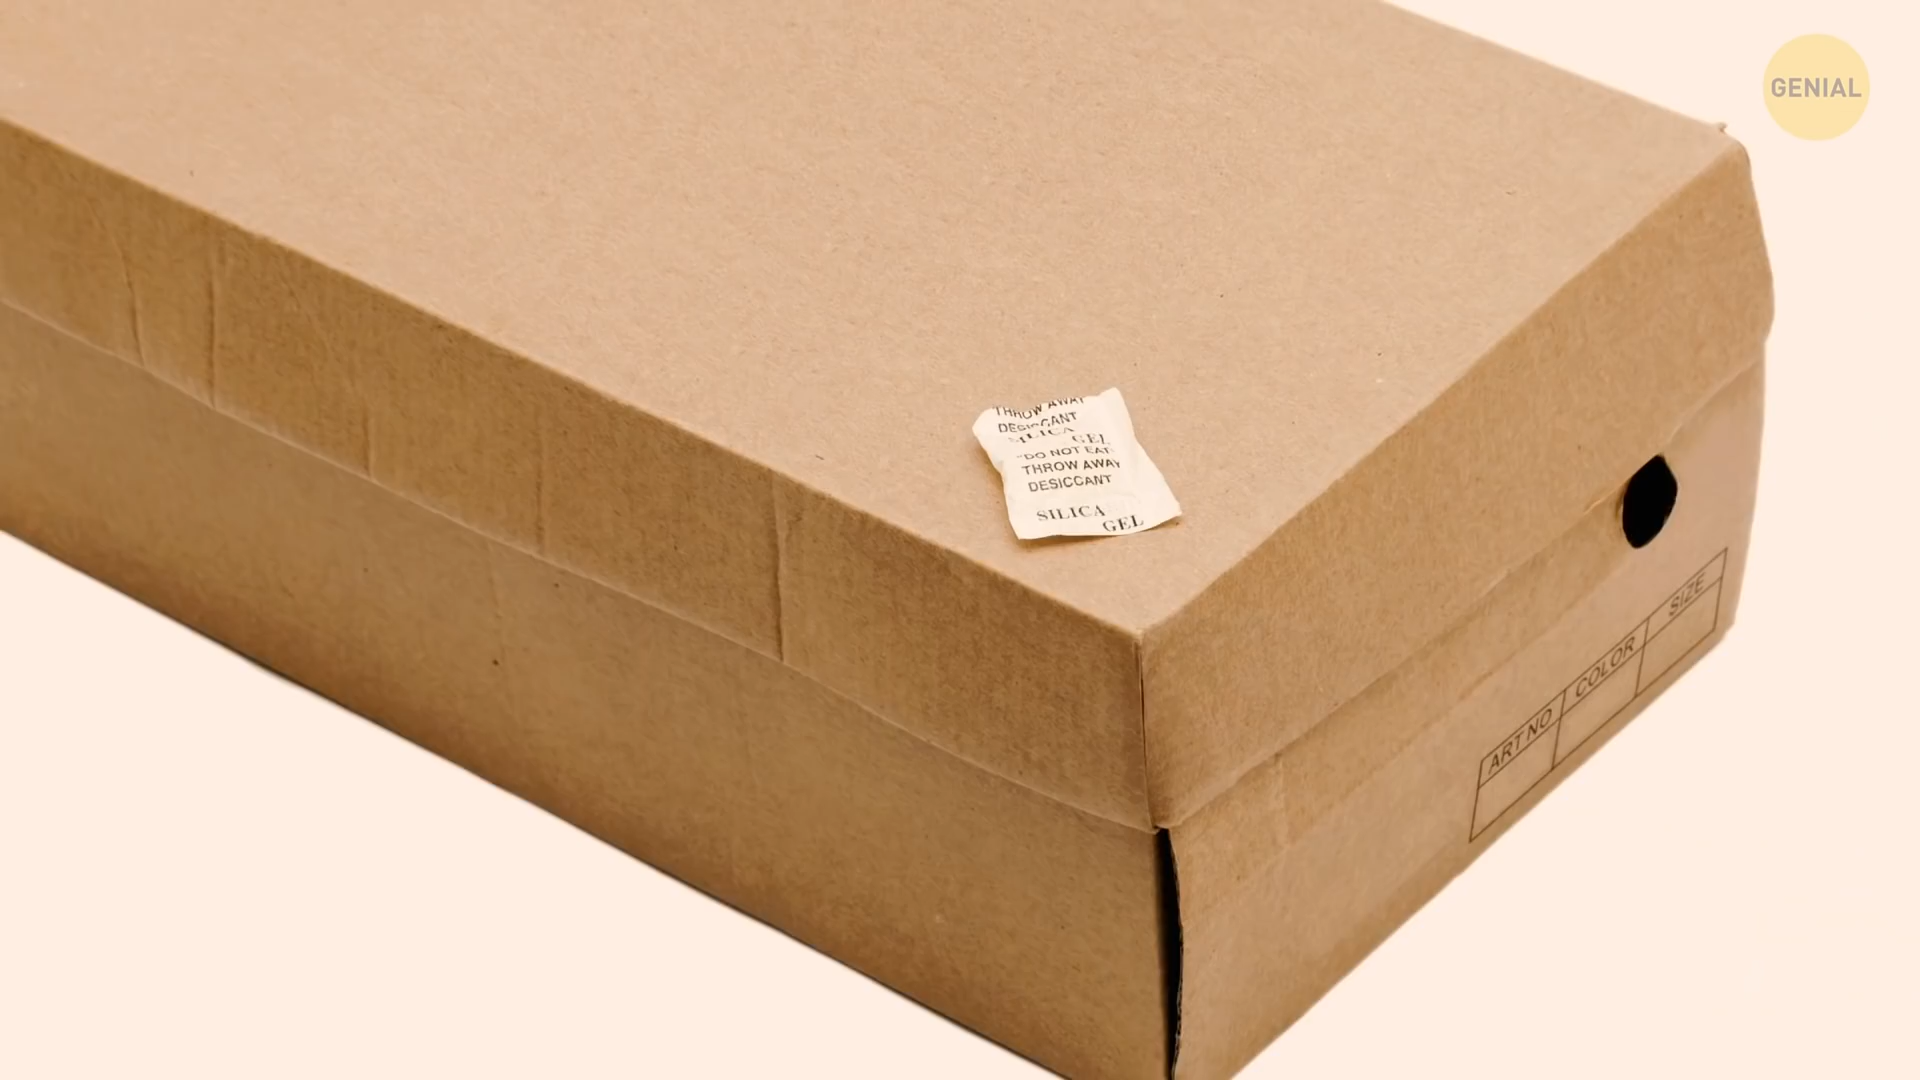 GENIAL
THROW AWAY
DESICCANT
SILICA GEL
"DO NOT EAT"
THROW AWAY
DESICCANT
SILICA
GEL
ART NO COLOR SIZE